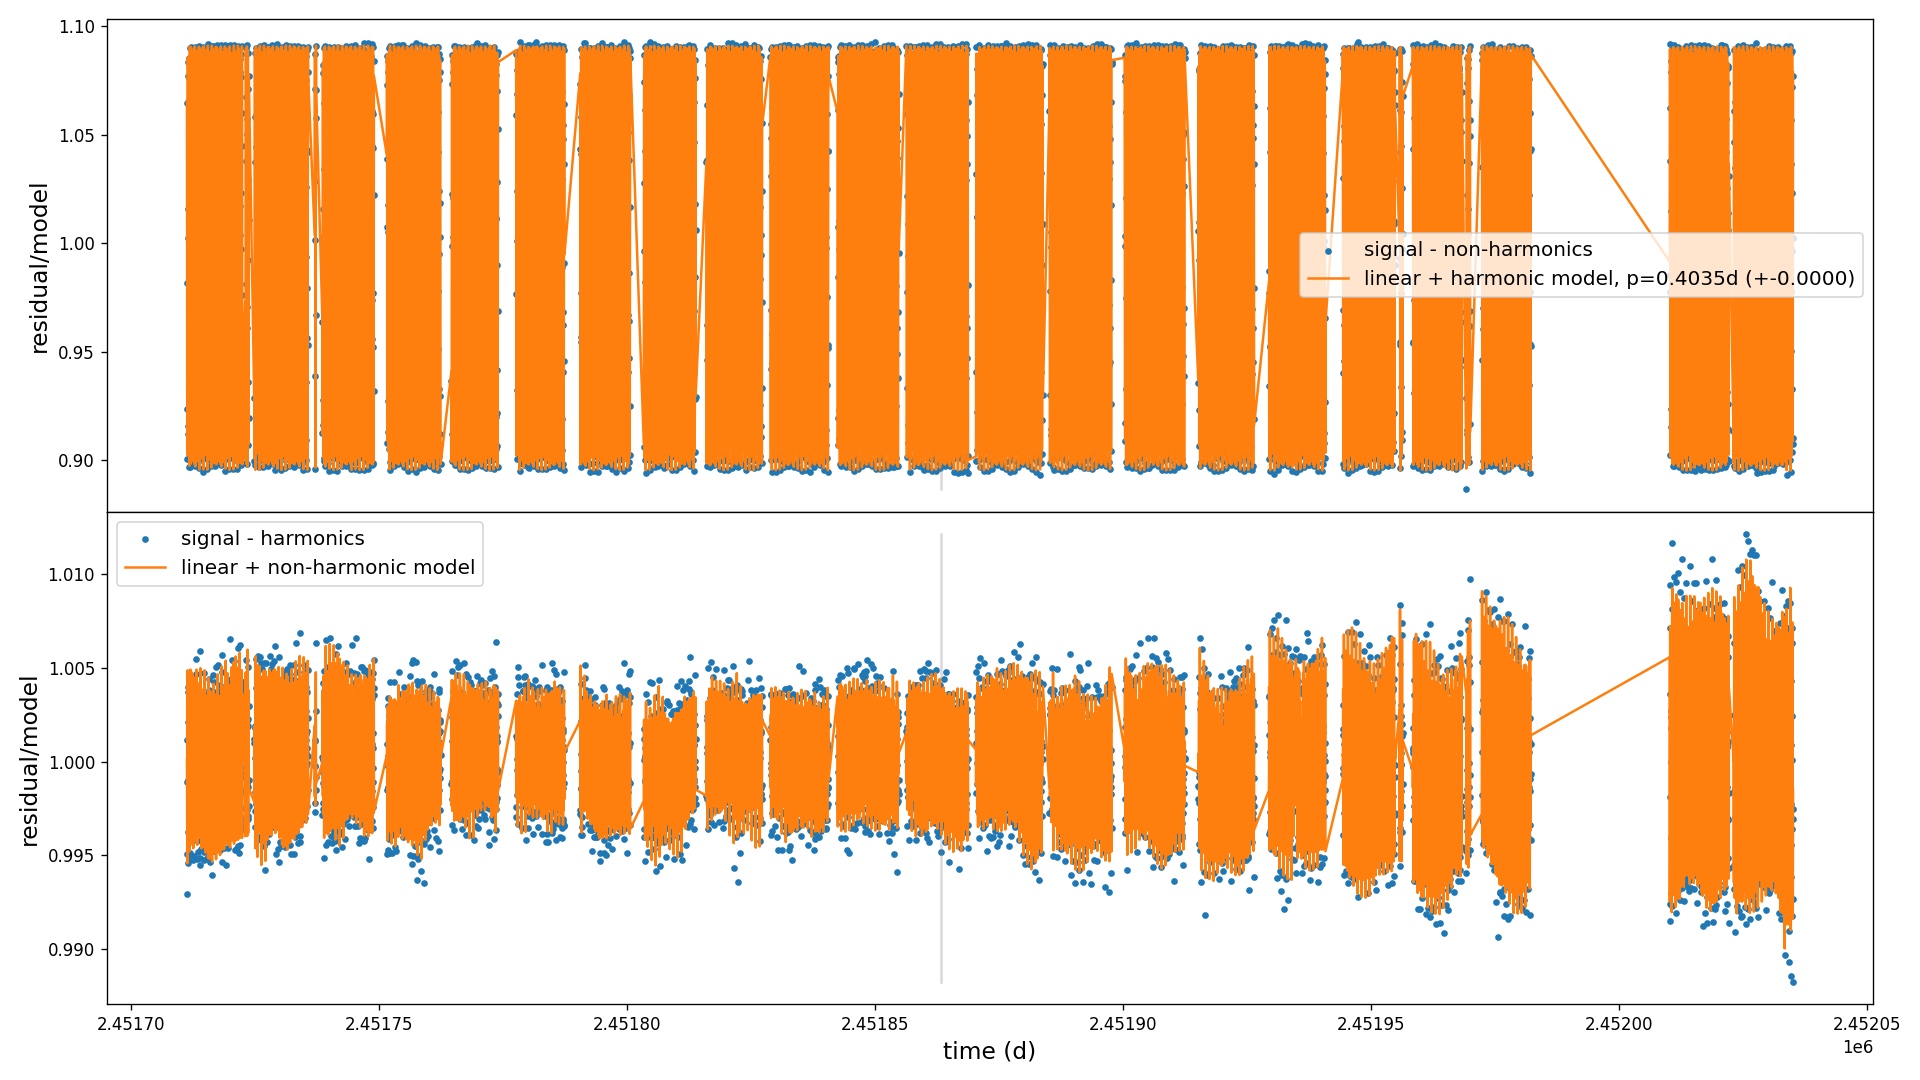 residual/model
1.10
1.05
1.00
0.95
0.90
signal - non-harmonics
linear + harmonic model, p=0.4035d (+-0.0000)
residual/model
1.010
1.005
1.000
0.995
0.990
signal - harmonics
linear + non-harmonic model
2.45170
2.45175
2.45180
2.45185
2.45190
2.45195
2.45200
2.45205
time (d)
1e6